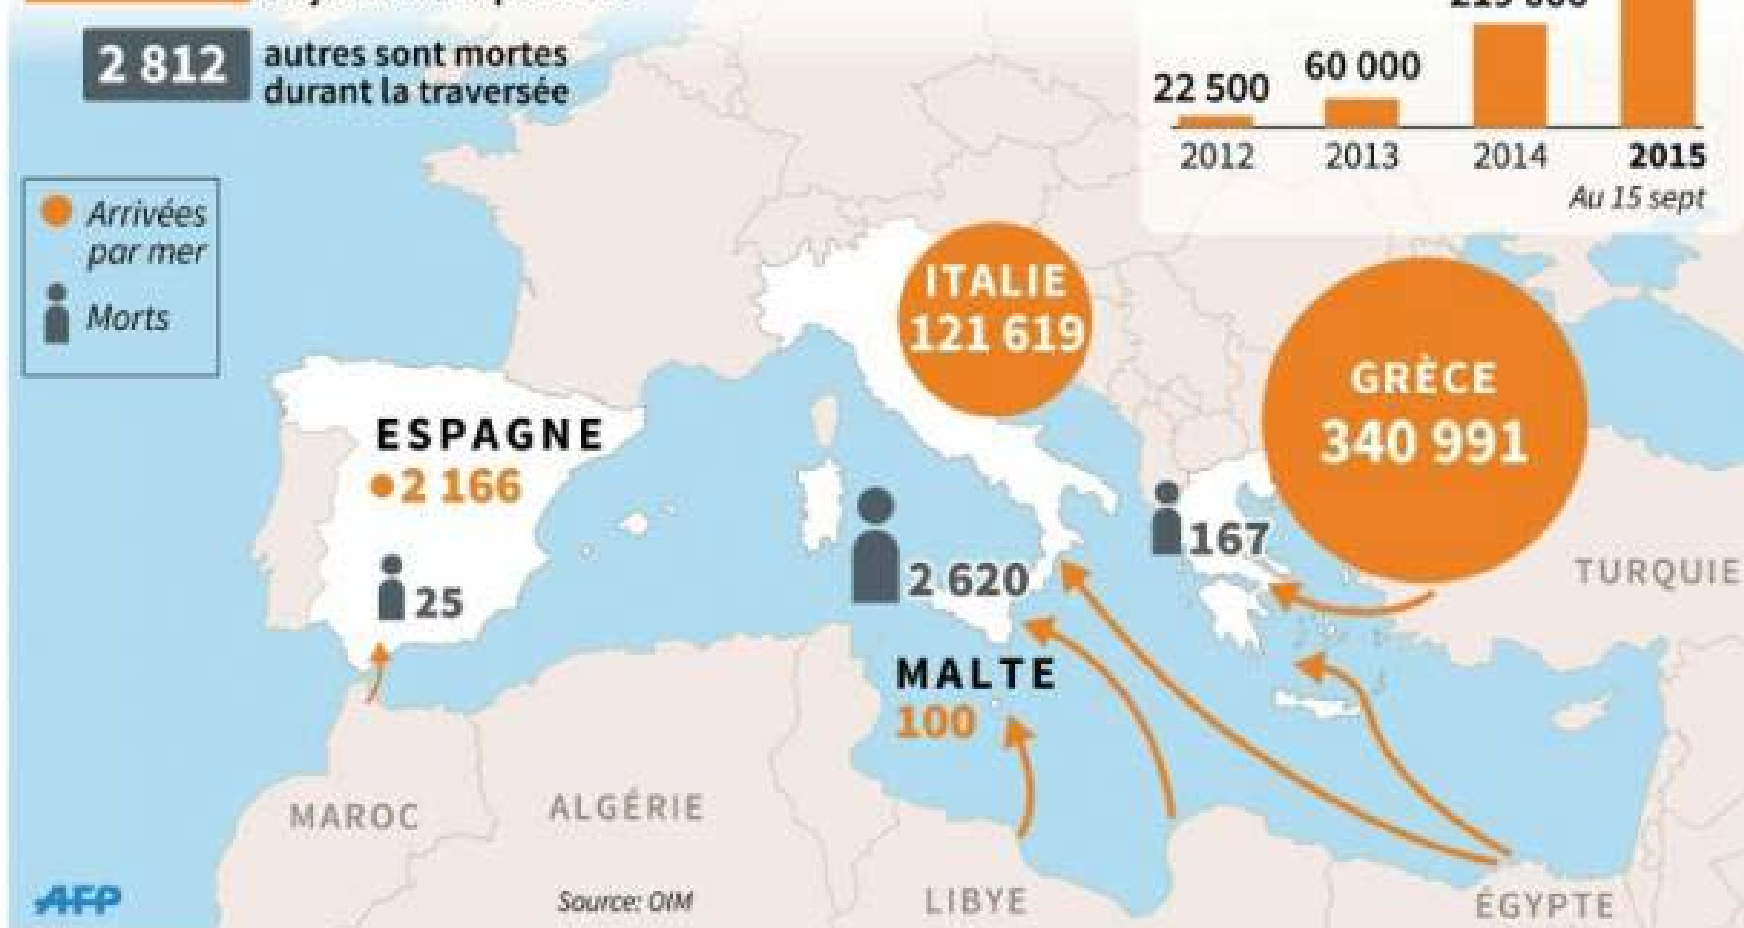 2 812
autres sont mortes
durant la traversée
22 500
60 000
2012
2013
2014
2015
Au 15 sept
Arrivées
par mer
Morts
ITALIE
121 619
GRÈCE
340 991
ESPAGNE
2 166
25
2 620
167
TURQUIE
MALTE
100
MAROC
ALGÉRIE
LIBYE
ÉGYPTE
AFP
Source: OIM